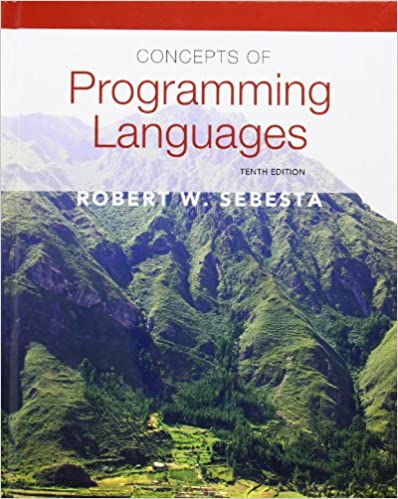 CONCEPTS OF
Programming
Languages
TENTH EDITION
ROBERT W. SEBESTA